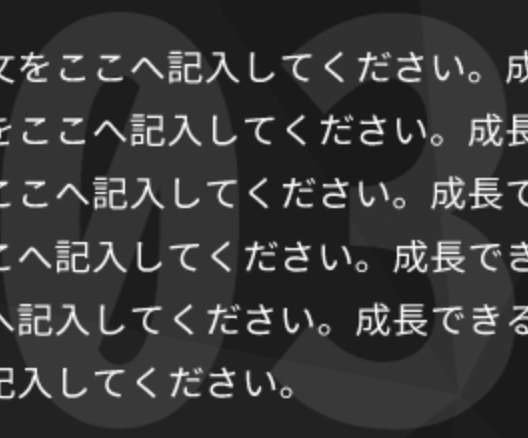 文をここへ記入してください。成
をここへ記入してください。成長
ここへ記入してください。成長で
こへ記入してください。成長でき
へ記入してください。成長できる
記入してください。
03